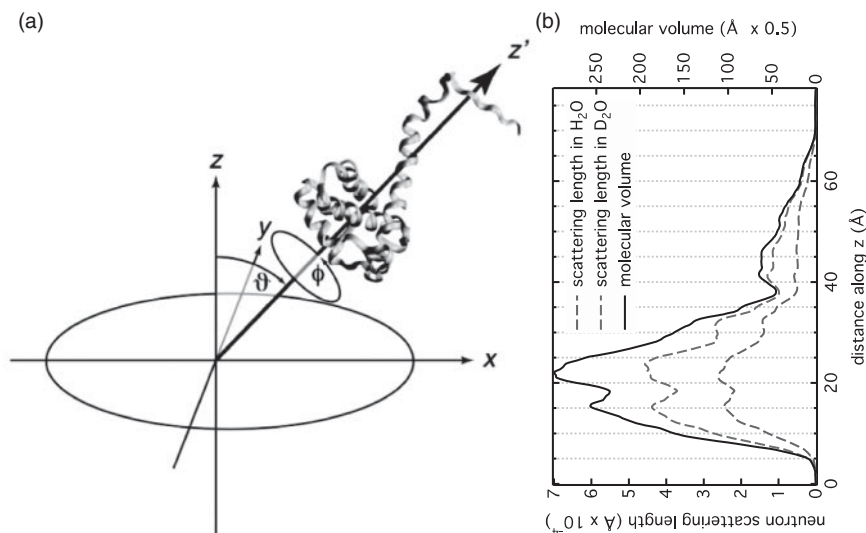 (a)
z'
z
y
ϑ
ϕ
x
(b)
molecular volume (Å x 0.5)
250
200
150
100
50
0
scattering length in H₂O
scattering length in D₂O
molecular volume
0
20
40
60
distance along z (Å)
7
6
5
4
3
2
1
0
neutron scattering length (Å x 10⁻⁴)